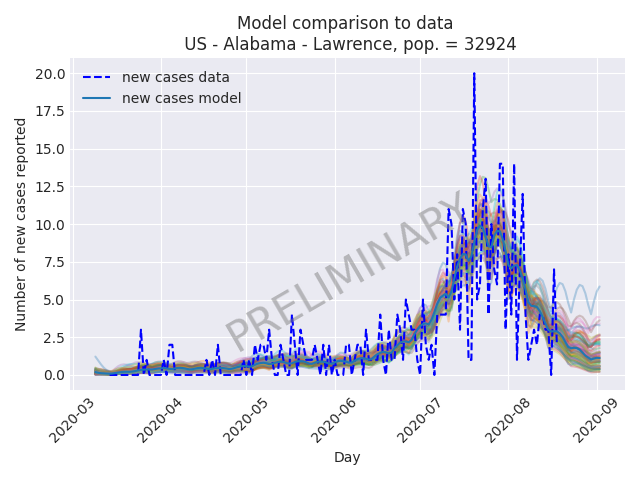 Model comparison to data
US - Alabama - Lawrence, pop. = 32924
new cases data
new cases model
Number of new cases reported
20.0
17.5
15.0
12.5
10.0
7.5
5.0
2.5
0.0
PRELIMINARY
2020-03
2020-04
2020-05
2020-06
2020-07
2020-08
2020-09
Day